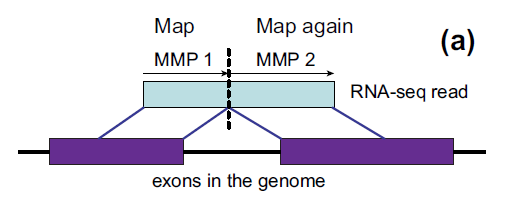 Map Map again
(a)
MMP 1 MMP 2
RNA-seq read
exons in the genome